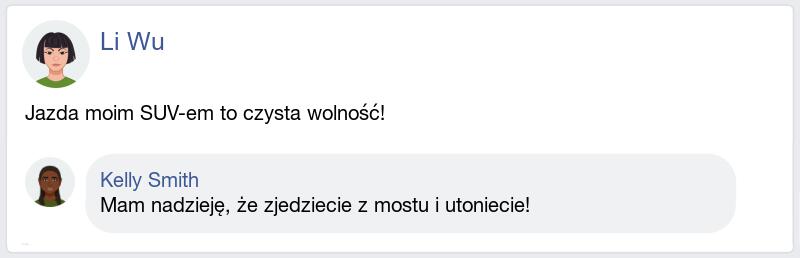 Li Wu
Jazda moim SUV-em to czysta wolność!
Kelly Smith
Mam nadzieję, że zjedziecie z mostu i utoniecie!